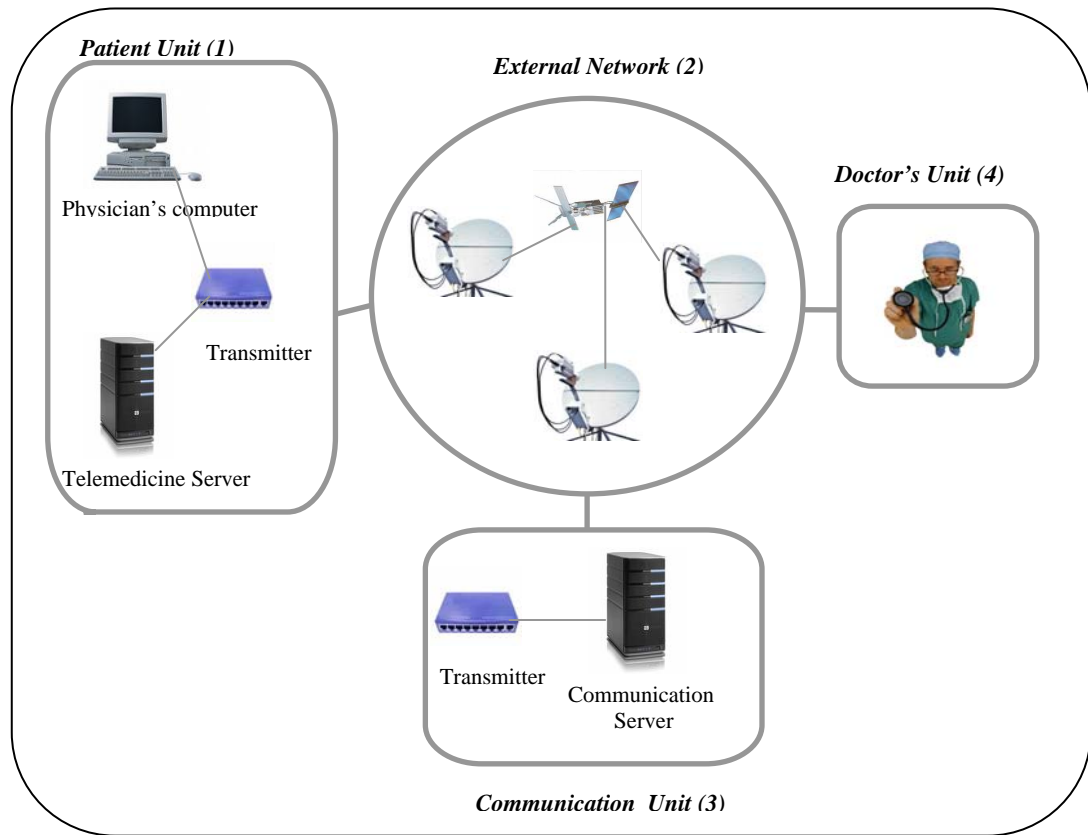 Patient Unit (1)
External Network (2)
Doctor's Unit (4)
Physician's computer
Transmitter
Telemedicine Server
Transmitter
Communication
Server
Communication Unit (3)